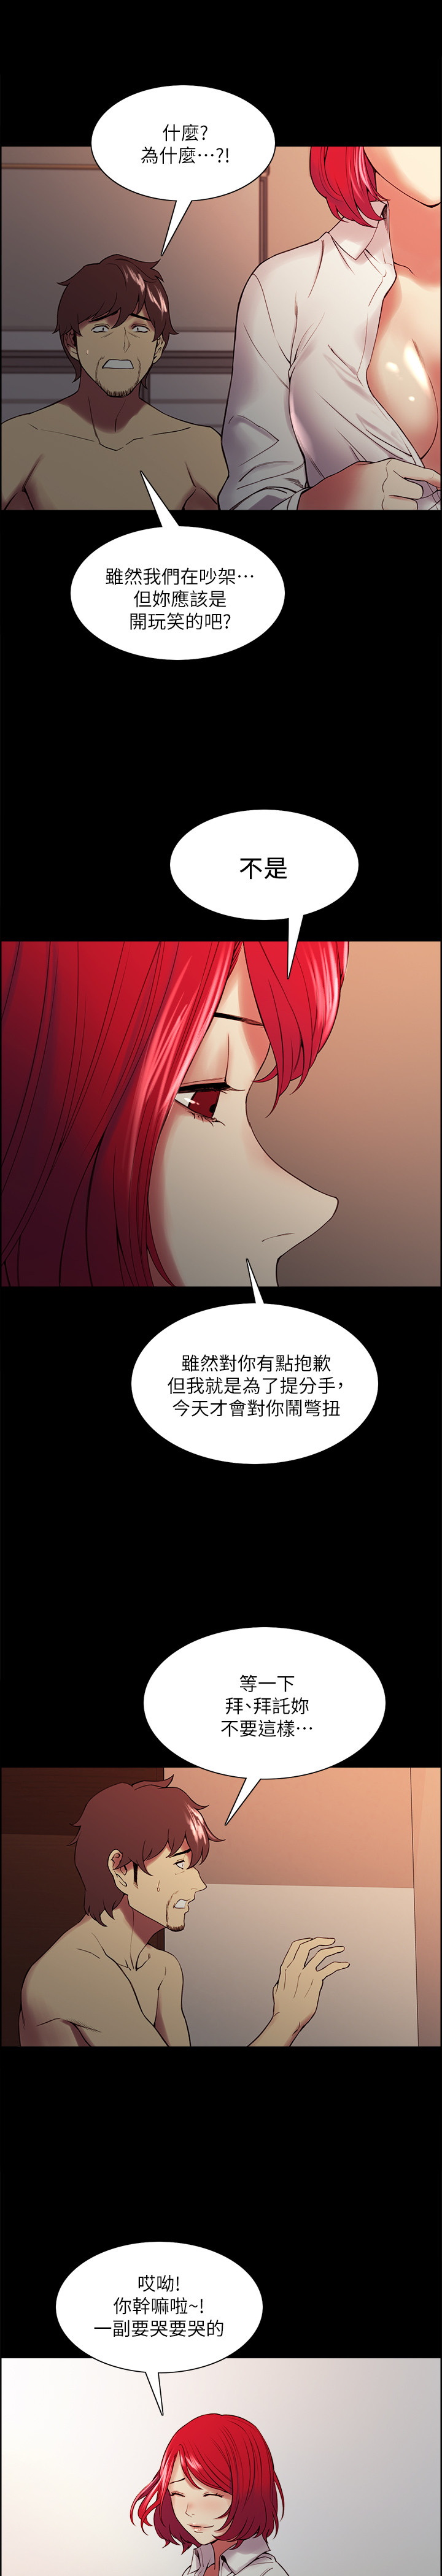 什麼?
為什麼…?!
雖然我們在吵架…
但妳應該是
開玩笑的吧?
不是
雖然對你有點抱歉
但我就是為了提分手,
今天才會對你鬧彆扭
等一下
拜、拜託妳
不要這樣…
哎呦!
你幹嘛啦~!
一副要哭要哭的